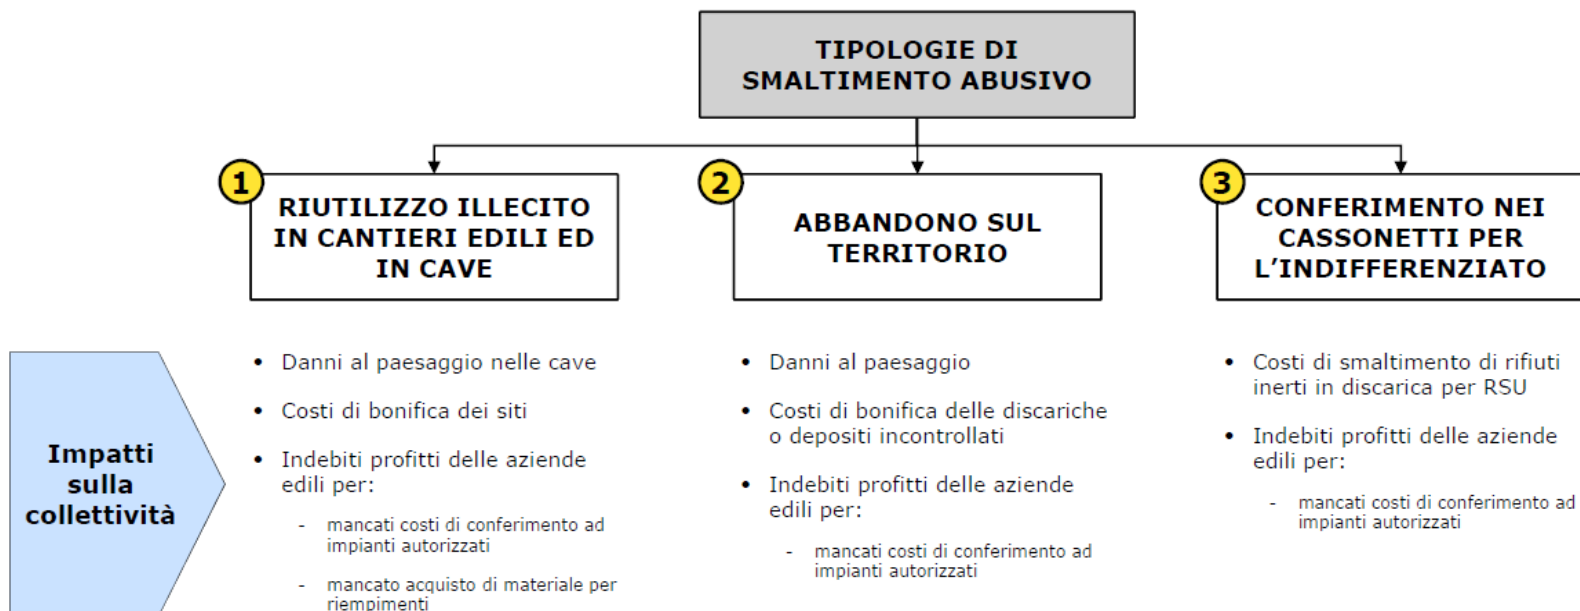 TIPOLOGIE DI
SMALTIMENTO ABUSIVO
1
RIUTILIZZO ILLECITO
IN CANTIERI EDILI ED
IN CAVE
2
ABBANDONO SUL
TERRITORIO
3
CONFERIMENTO NEI
CASSONETTI PER
L'INDIFFERENZIATO
Impatti
sulla
collettività
• Danni al paesaggio nelle cave
• Costi di bonifica dei siti
• Indebiti profitti delle aziende
edili per:
- mancati costi di conferimento ad
impianti autorizzati
- mancato acquisto di materiale per
riempimenti
• Danni al paesaggio
• Costi di bonifica delle discariche
o depositi incontrollati
• Indebiti profitti delle aziende
edili per:
- mancati costi di conferimento ad
impianti autorizzati
• Costi di smaltimento di rifiuti
inerti in discarica per RSU
• Indebiti profitti delle aziende
edili per:
- mancati costi di conferimento ad
impianti autorizzati